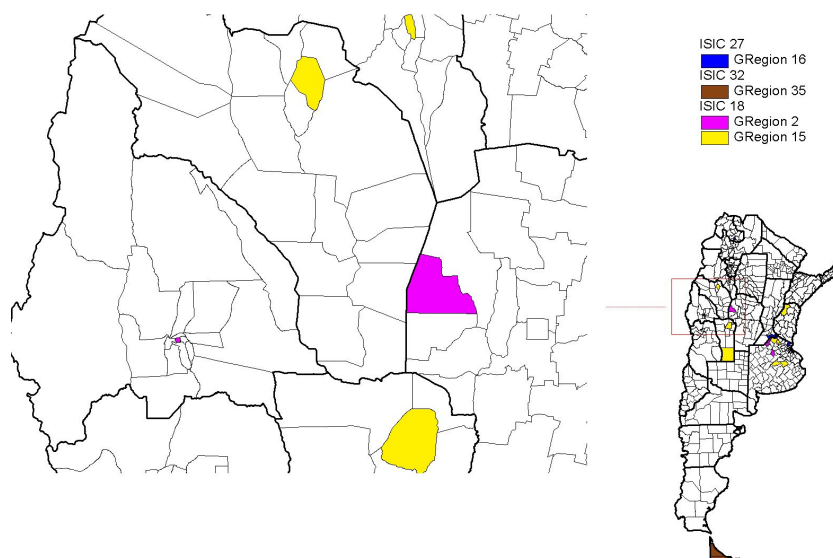 ISIC 27
GRegion 16
ISIC 32
GRegion 35
ISIC 18
GRegion 2
GRegion 15